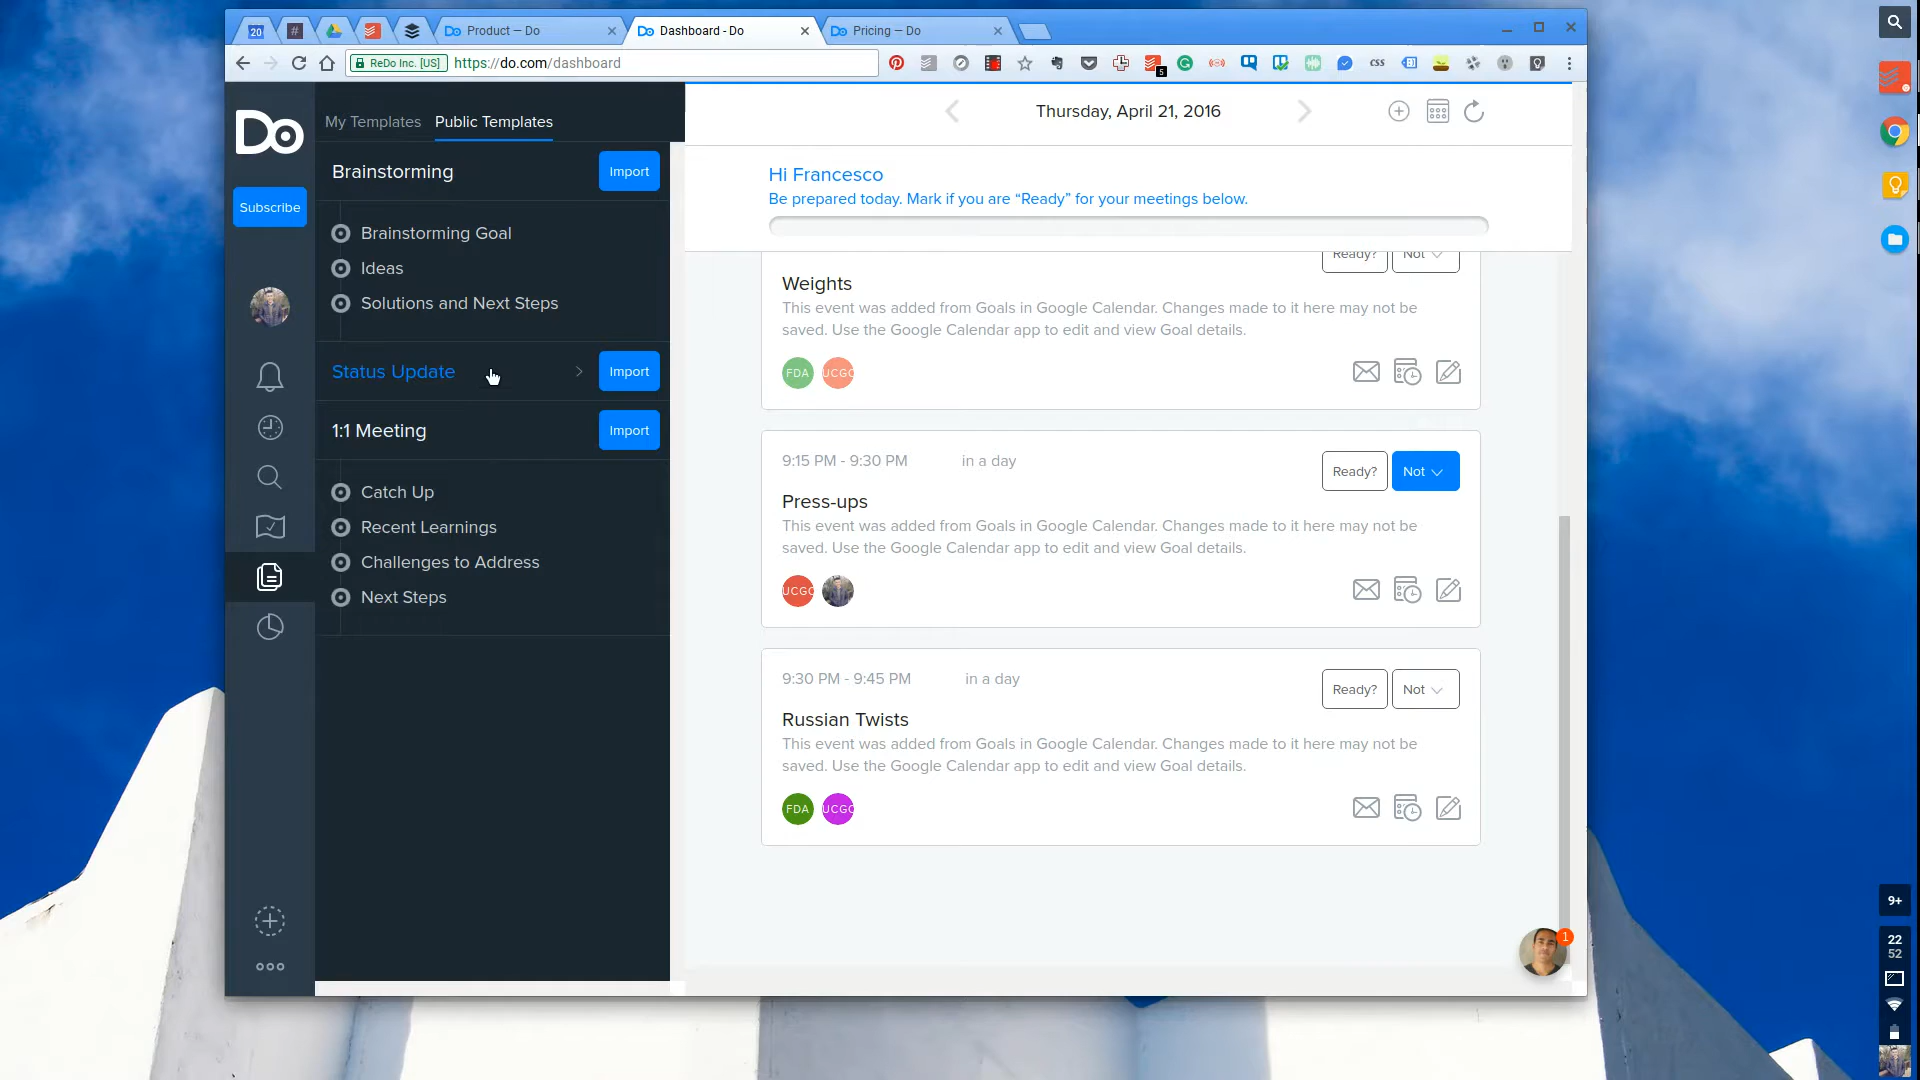 20
#
Product — Do
Dashboard - Do
Pricing — Do
ReDo Inc. [US]
https://do.com/dashboard
5
css
Do
Subscribe
My Templates
Public Templates
Brainstorming
Import
Brainstorming Goal
Ideas
Solutions and Next Steps
Status Update
Import
1:1 Meeting
Import
Catch Up
Recent Learnings
Challenges to Address
Next Steps
Thursday, April 21, 2016
Hi Francesco
Be prepared today. Mark if you are “Ready” for your meetings below.
Ready?
Not
Weights
This event was added from Goals in Google Calendar. Changes made to it here may not be
saved. Use the Google Calendar app to edit and view Goal details.
FDA
UCGC
9:15 PM - 9:30 PM
in a day
Ready?
Not
Press-ups
This event was added from Goals in Google Calendar. Changes made to it here may not be
saved. Use the Google Calendar app to edit and view Goal details.
UCGC
9:30 PM - 9:45 PM
in a day
Ready?
Not
Russian Twists
This event was added from Goals in Google Calendar. Changes made to it here may not be
saved. Use the Google Calendar app to edit and view Goal details.
FDA
UCGC
1
9+
22
52